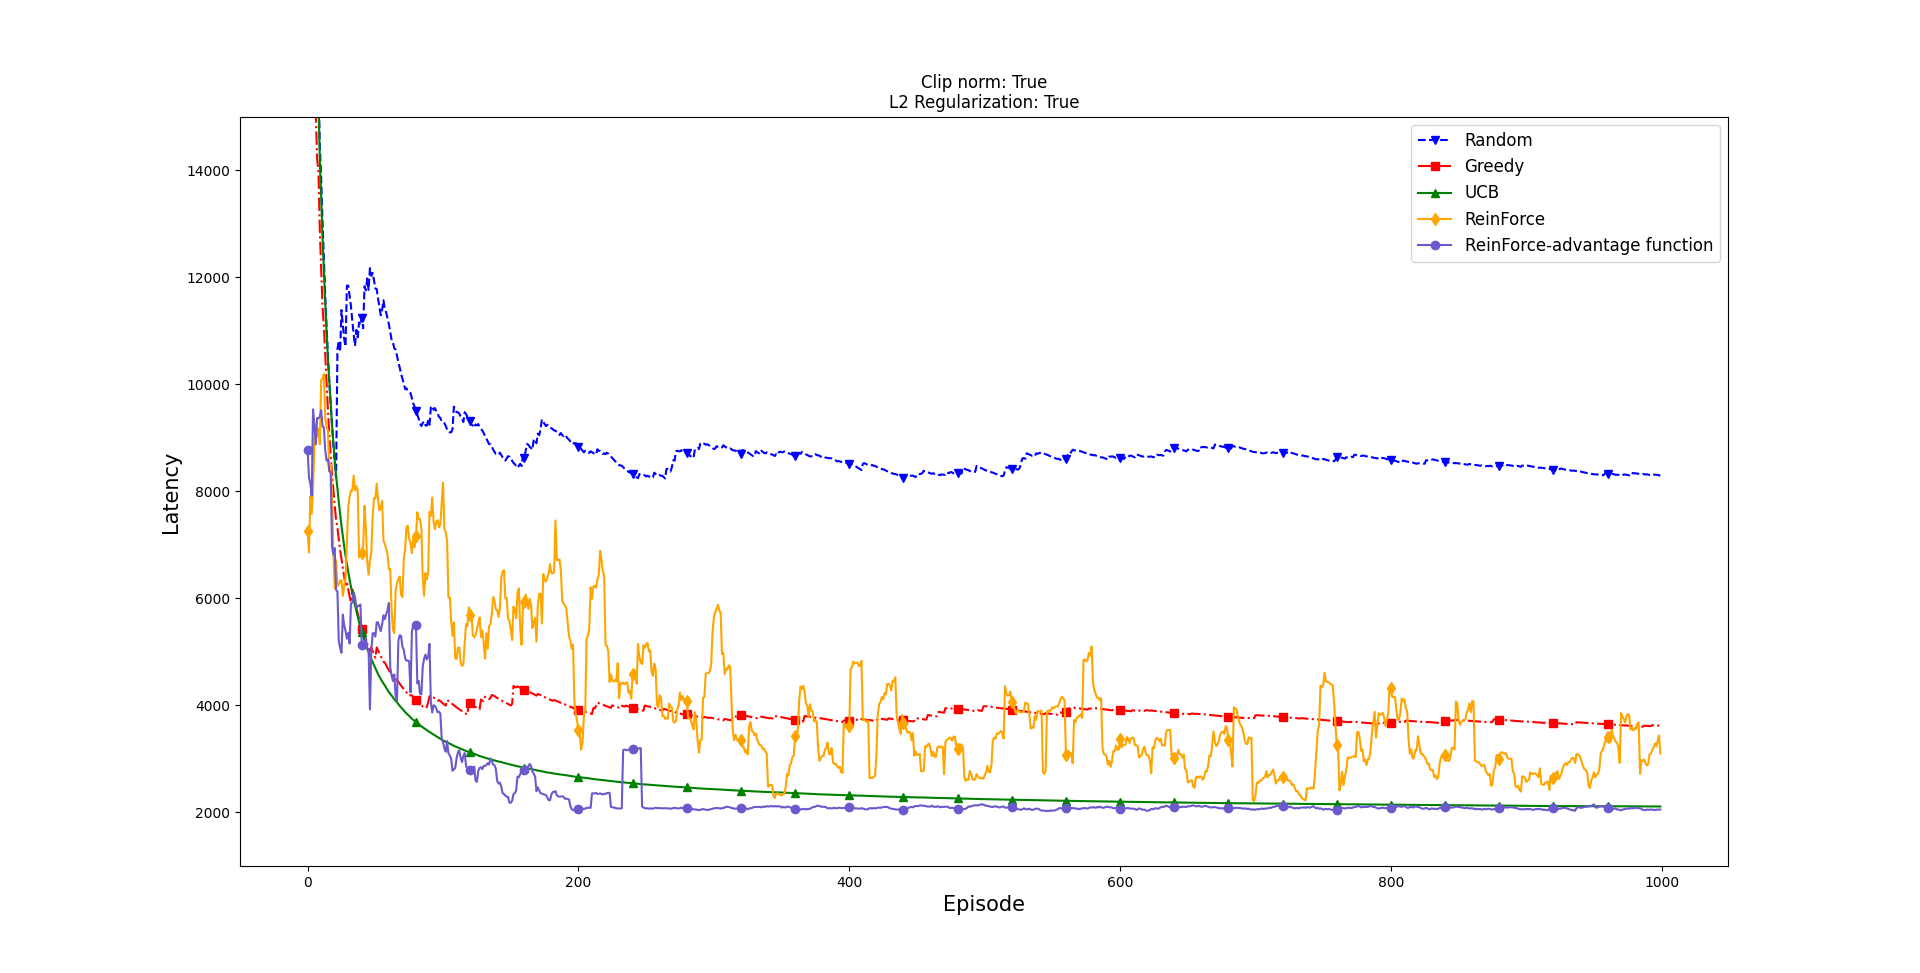 Clip norm: True
L2 Regularization: True
Random
Greedy
UCB
ReinForce
ReinForce-advantage function
Latency
14000
12000
10000
8000
6000
4000
2000
0
200
400
600
800
1000
Episode